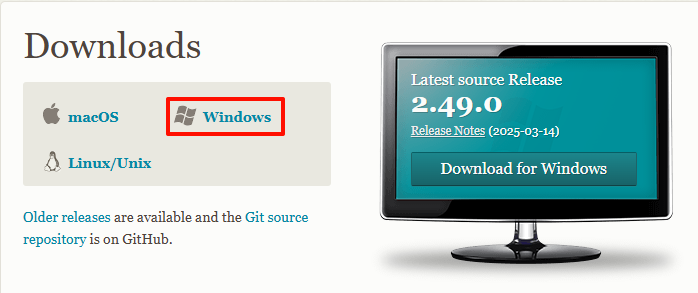 Downloads
macOS
Windows
Linux/Unix
Older releases are available and the Git source
repository is on GitHub.
Latest source Release
2.49.0
Release Notes (2025-03-14)
Download for Windows